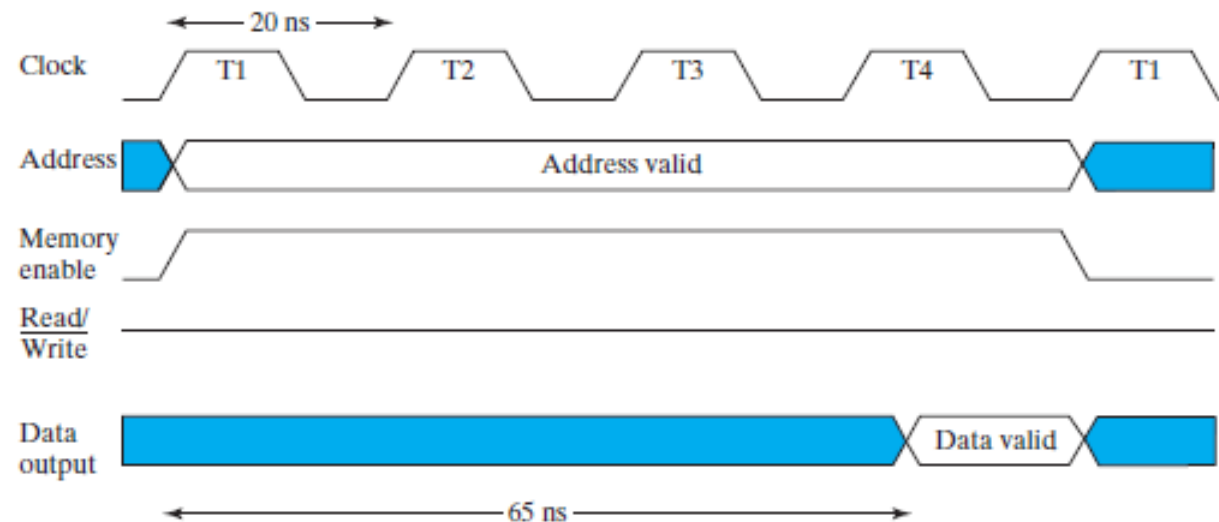 20 ns
Clock
T1
T2
T3
T4
T1
Address
Address valid
Memory
enable
Read/
Write
Data
output
Data valid
65 ns